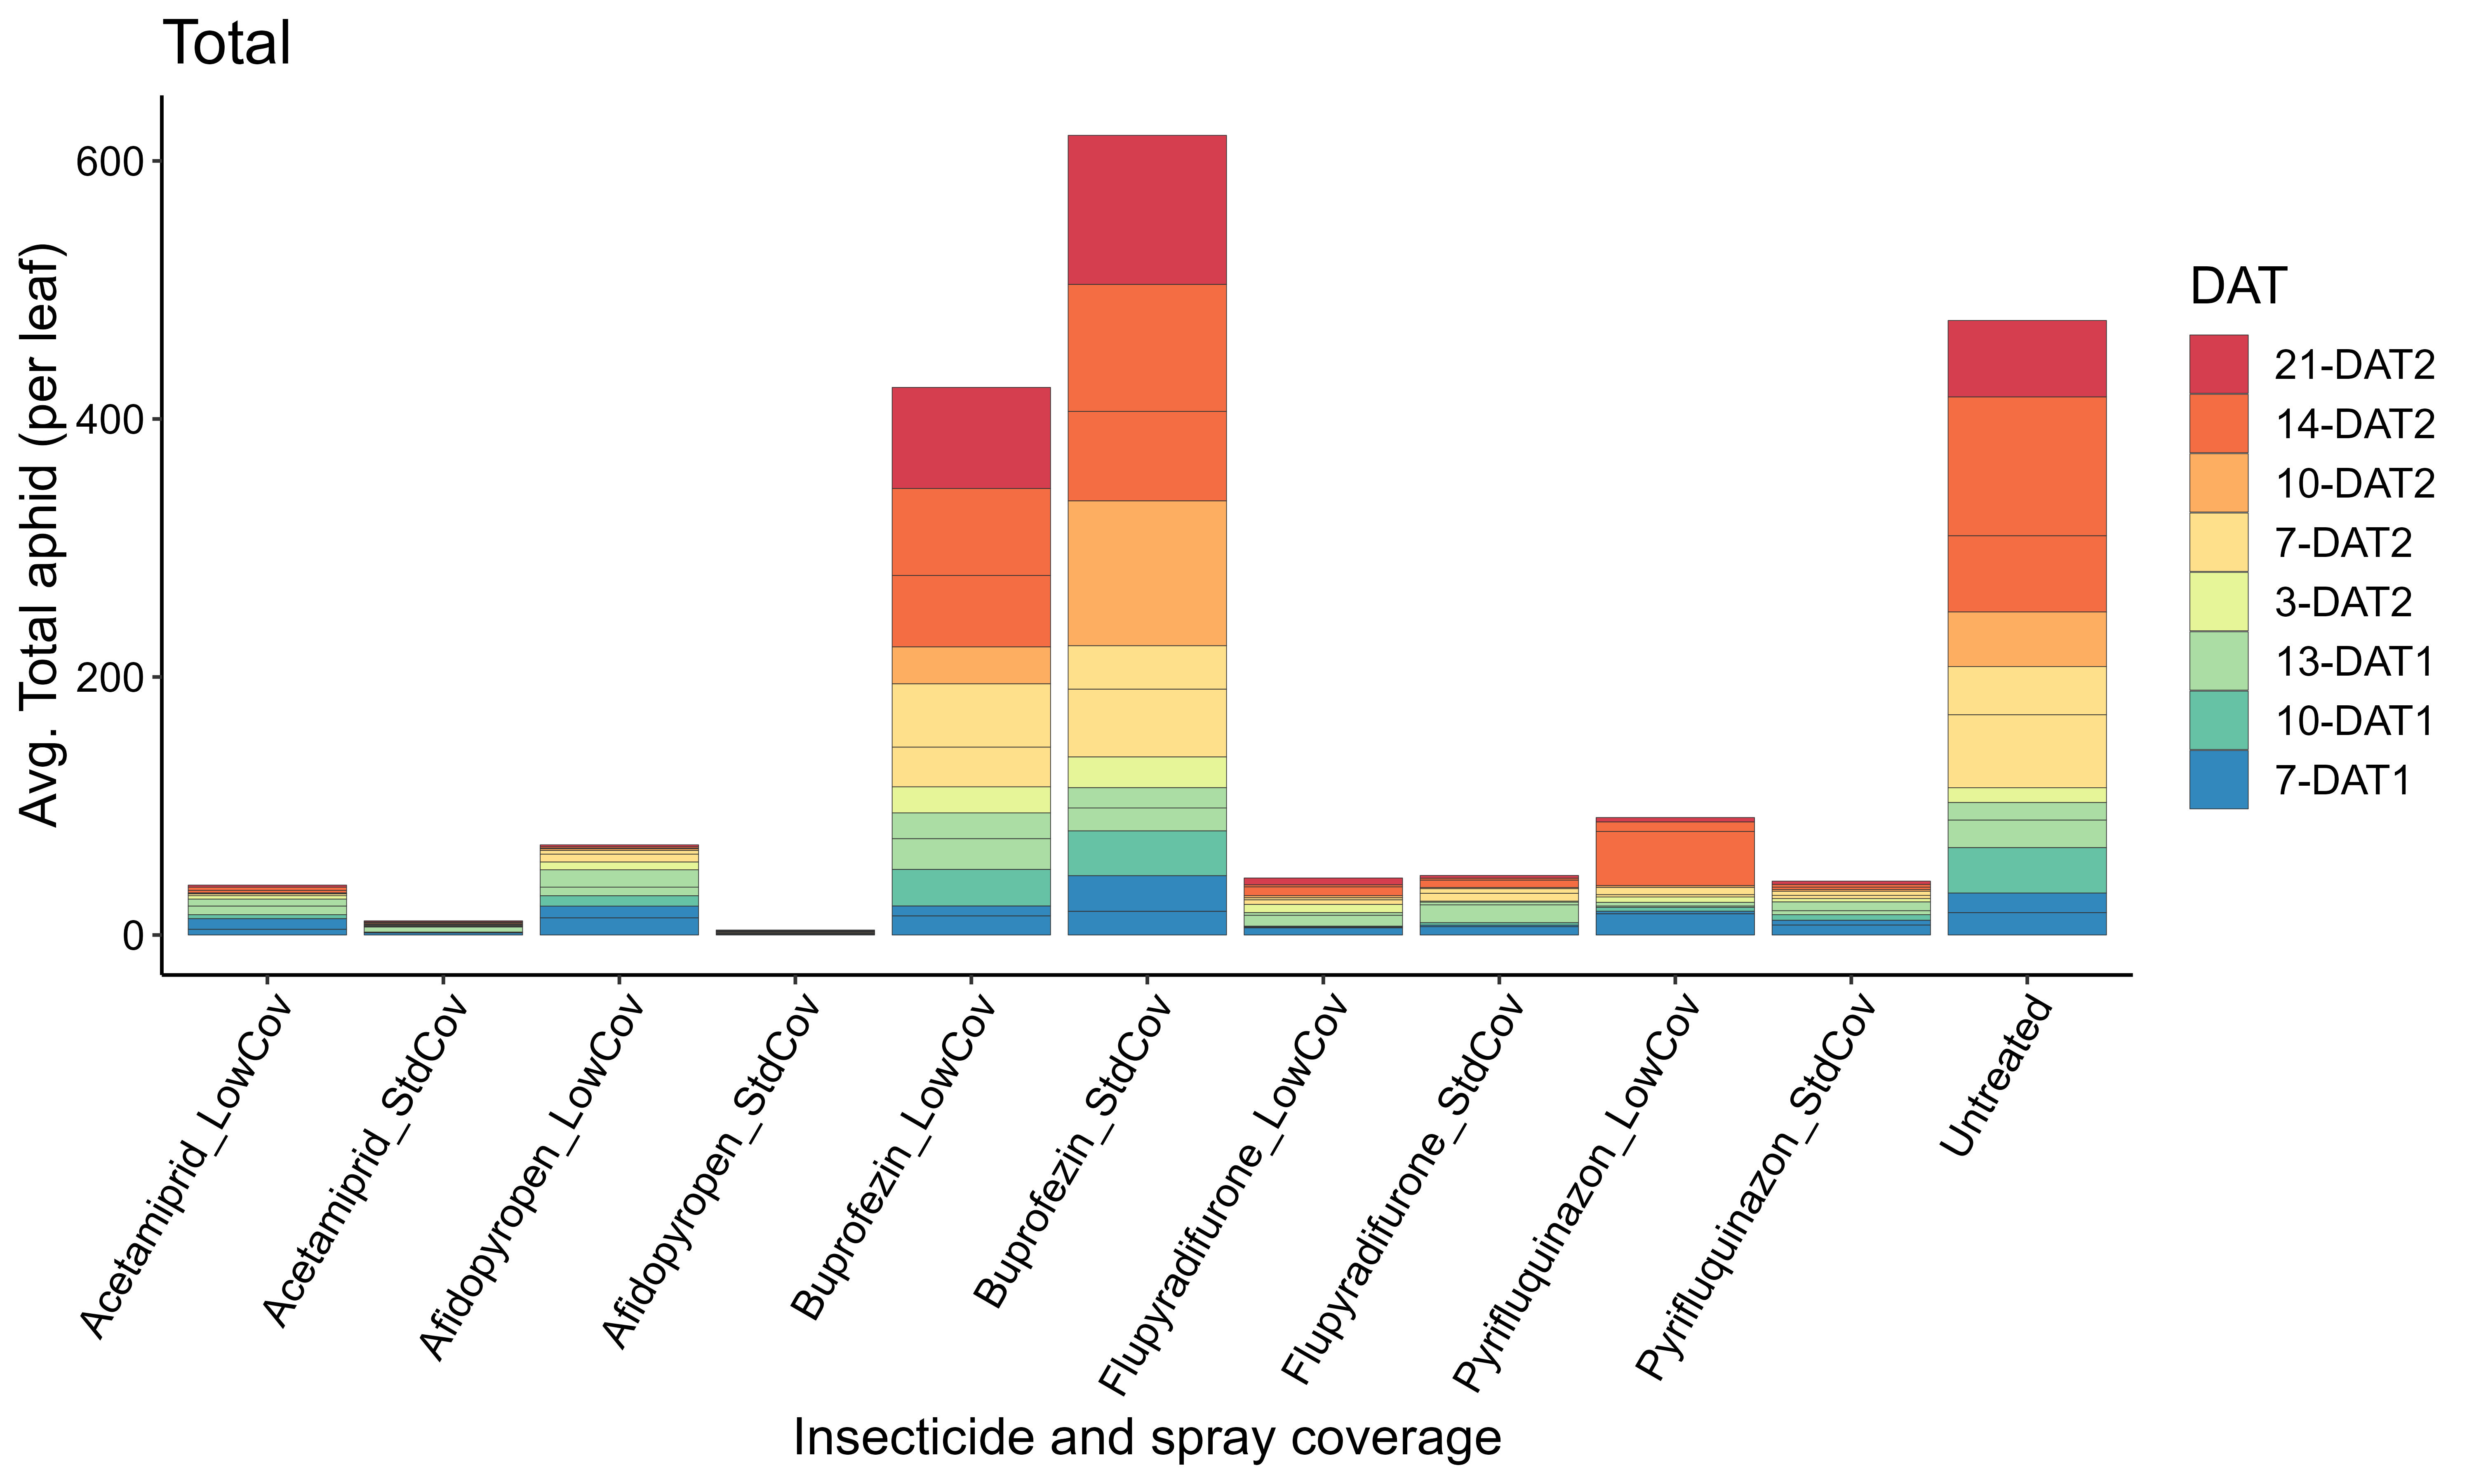 Total
Avg. Total aphid (per leaf)
600
400
200
0
Acetamiprid_LowCov
Acetamiprid_StdCov
Afidopyropen_LowCov
Afidopyropen_StdCov
Buprofezin_LowCov
Buprofezin_StdCov
Flupyradifurone_LowCov
Flupyradifurone_StdCov
Pyrifluquinazon_LowCov
Pyrifluquinazon_StdCov
Untreated
Insecticide and spray coverage
DAT
21-DAT2
14-DAT2
10-DAT2
7-DAT2
3-DAT2
13-DAT1
10-DAT1
7-DAT1